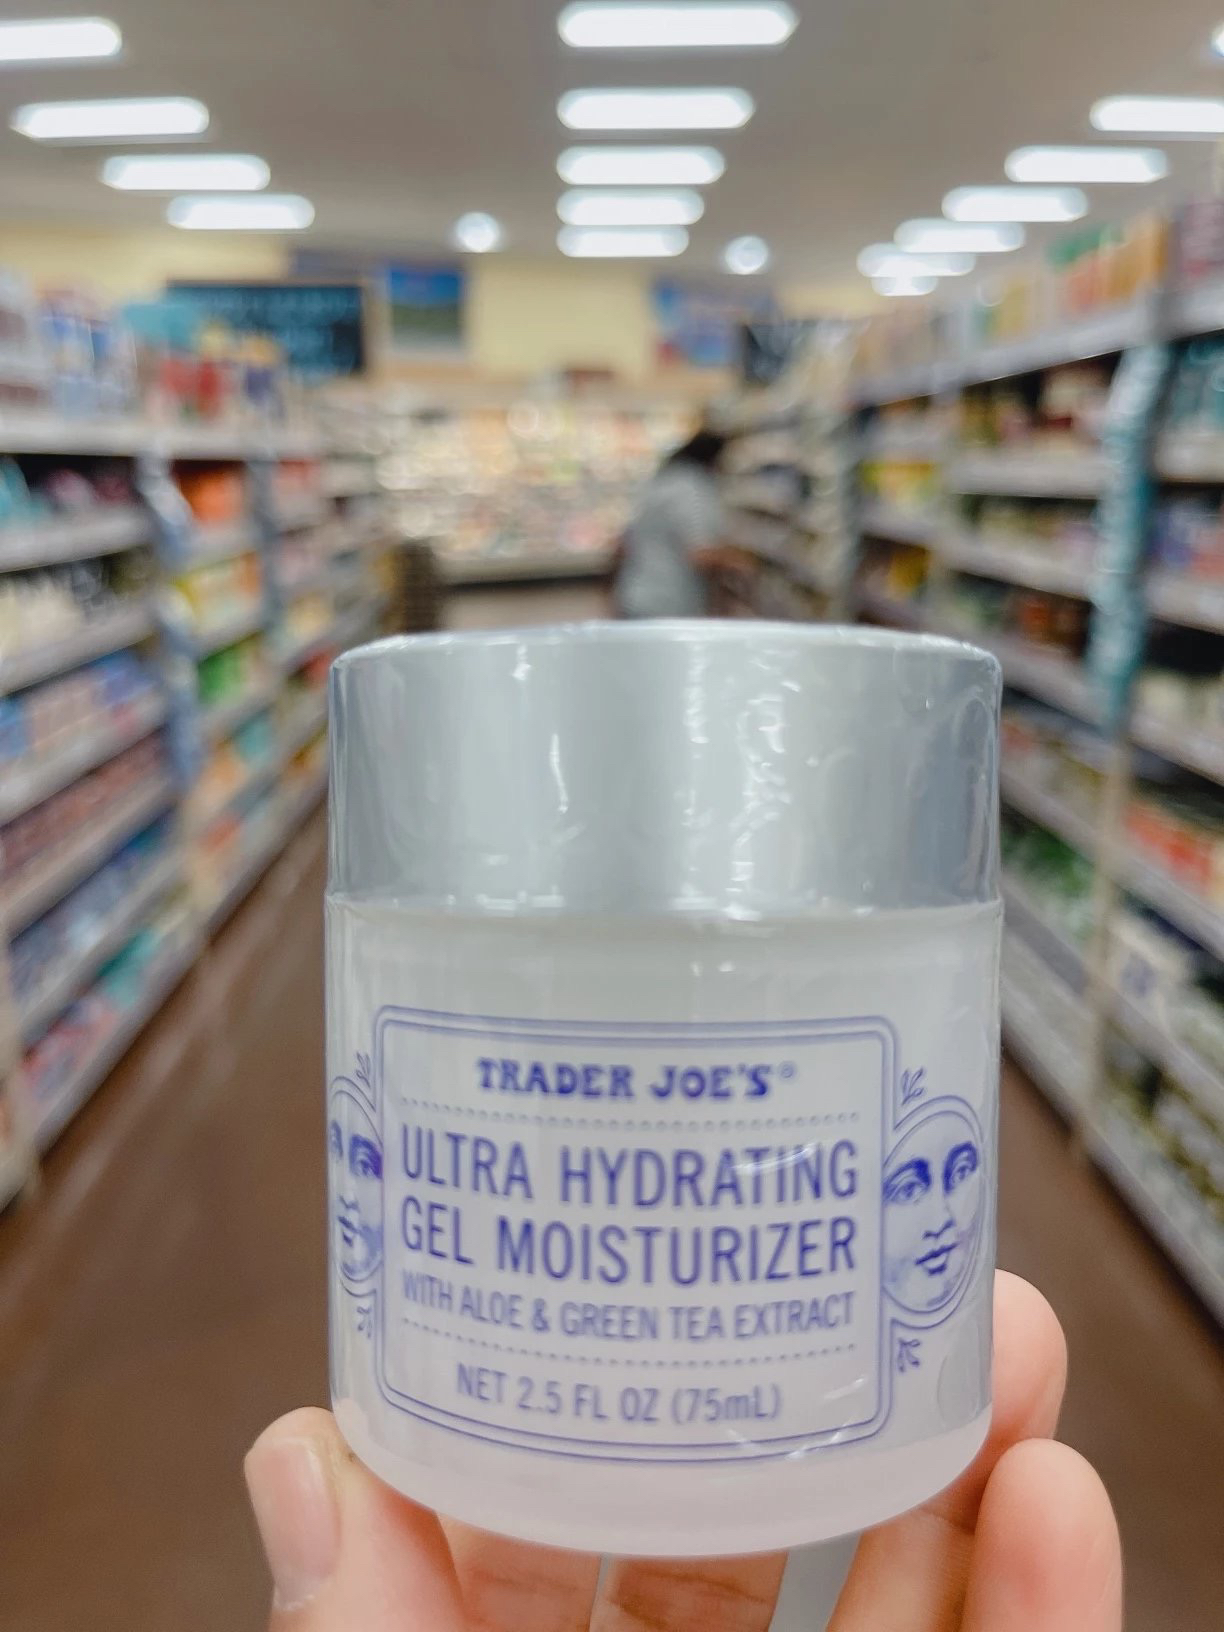 TRADER JOE'S®
ULTRA HYDRATING
GEL MOISTURIZER
WITH ALOE & GREEN TEA EXTRACT
NET 2.5 FL OZ (75mL)